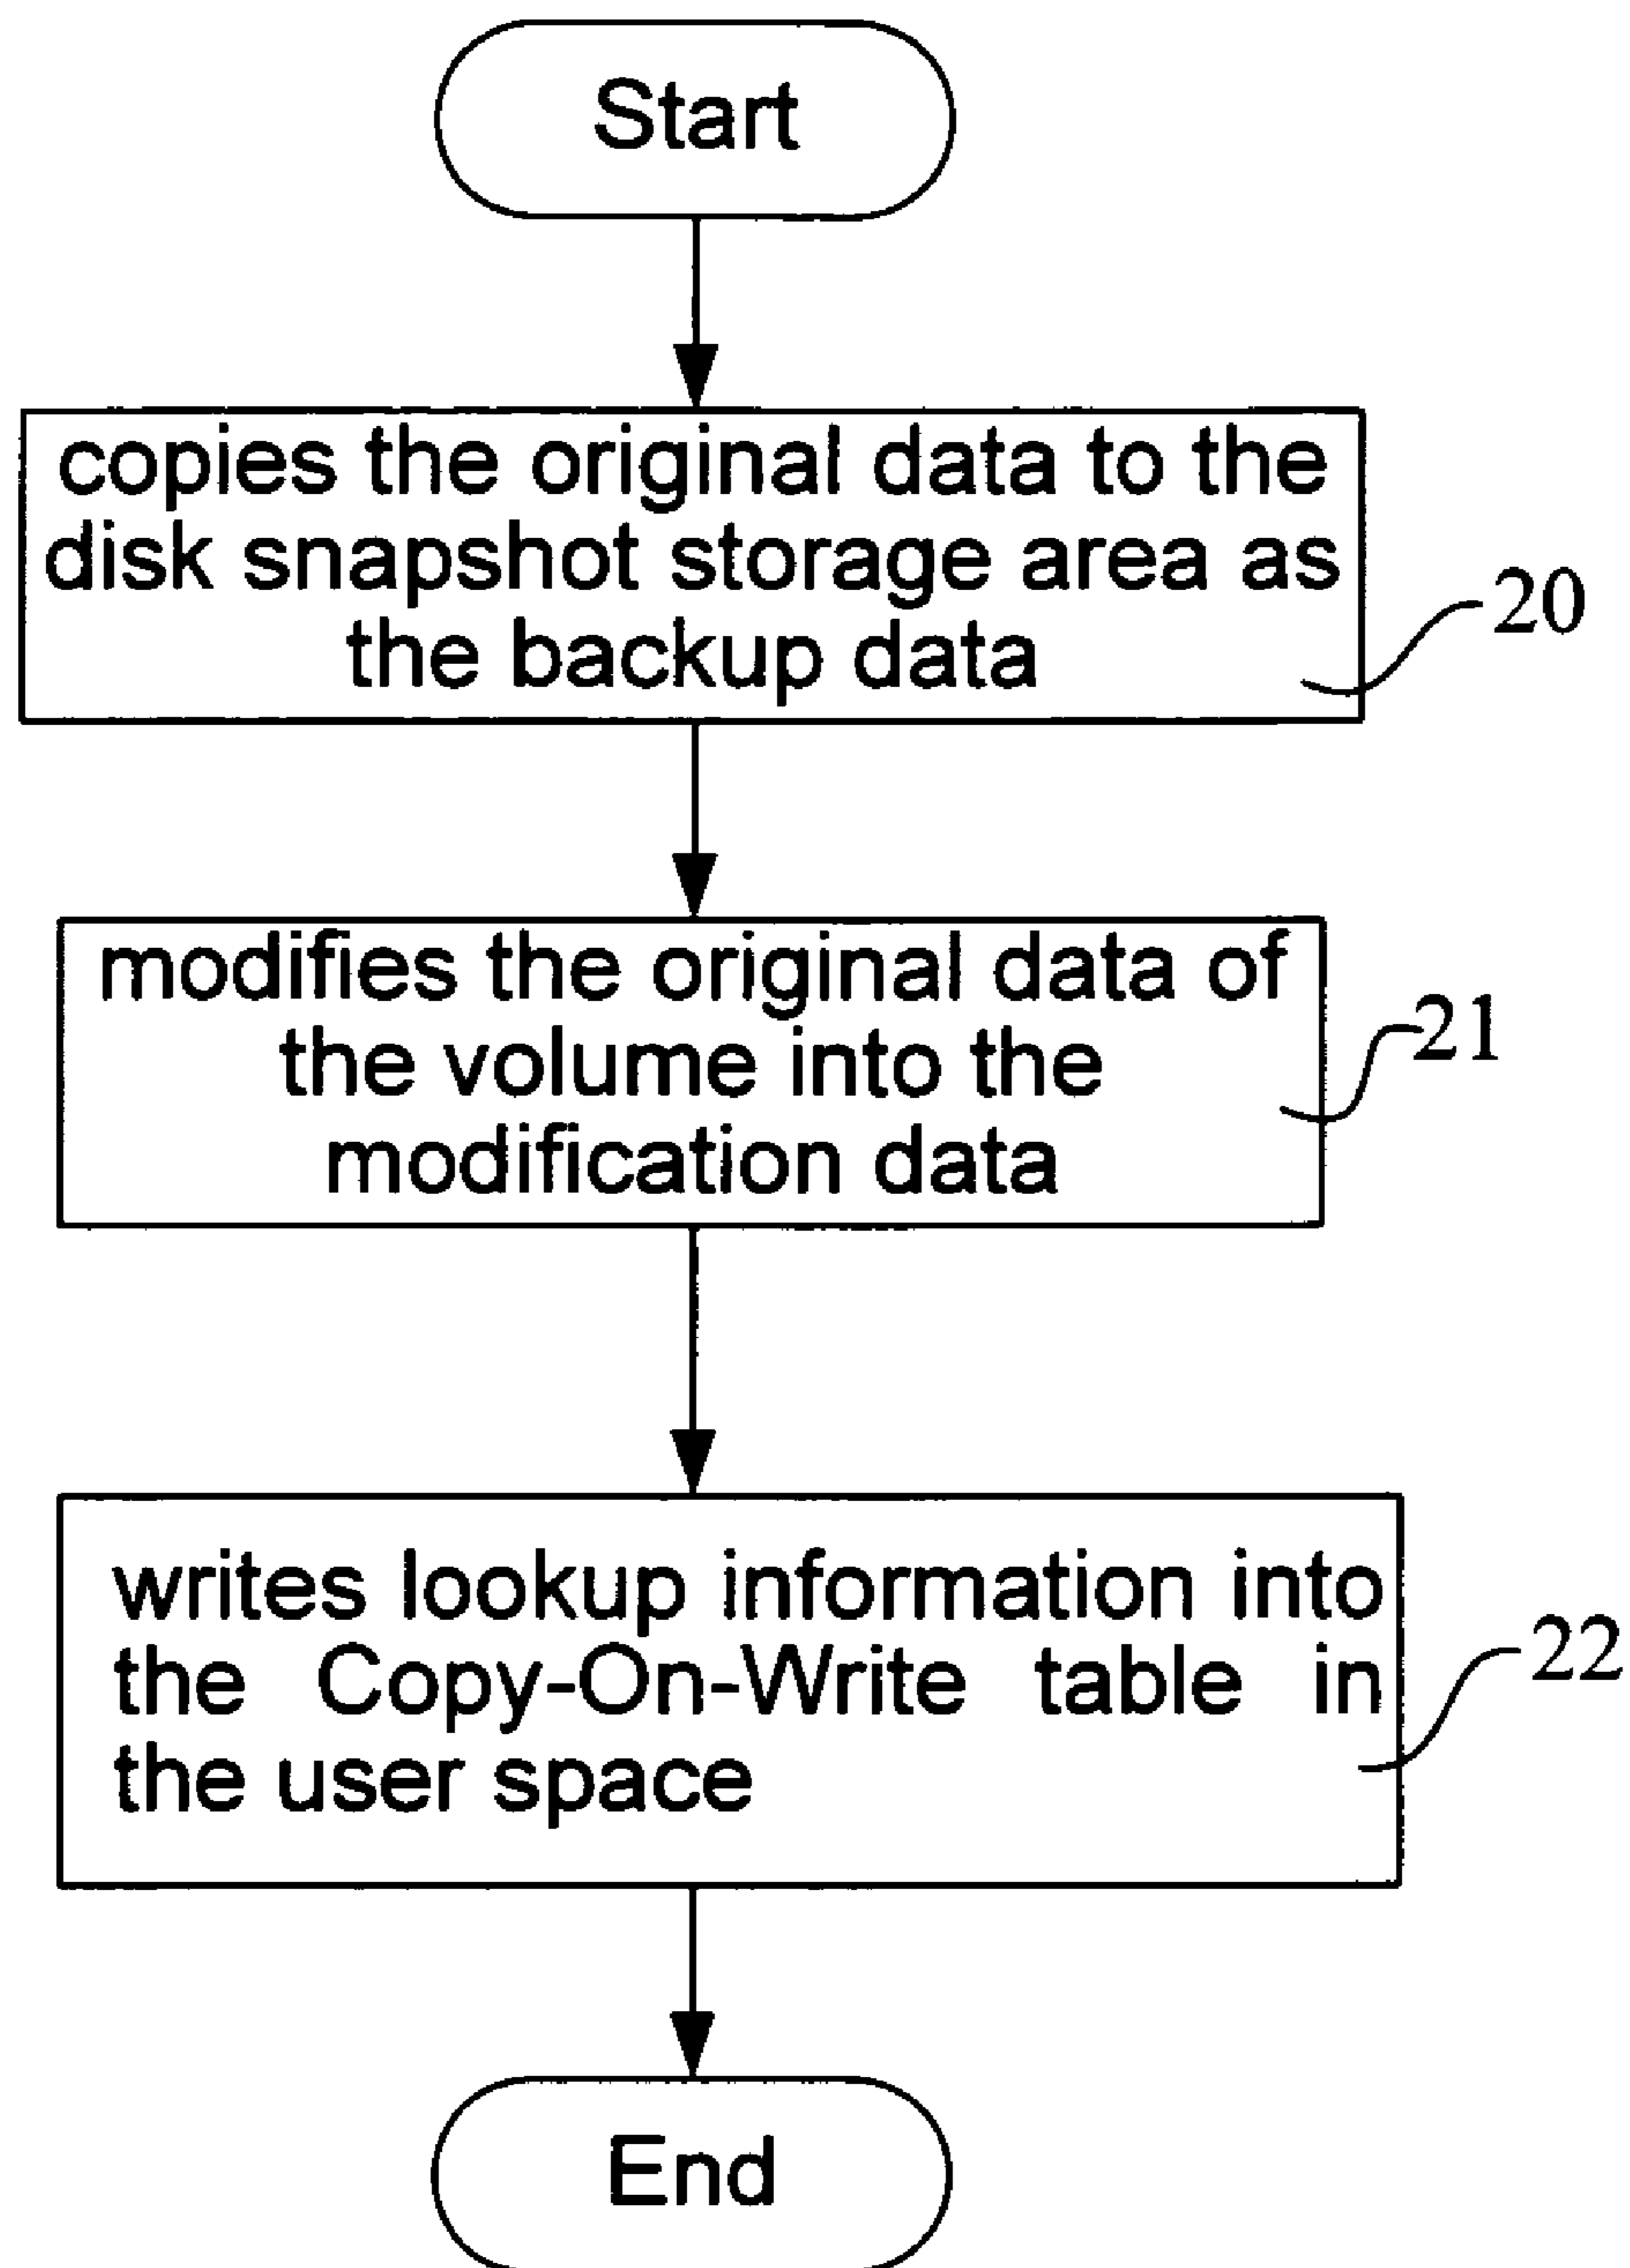 Start
copies the original data to the
disk snapshot storage area as
the backup data
20
modifies the original data of
the volume into the
modification data
21
writes lookup information into
the Copy-On-Write table in
the user space
22
End